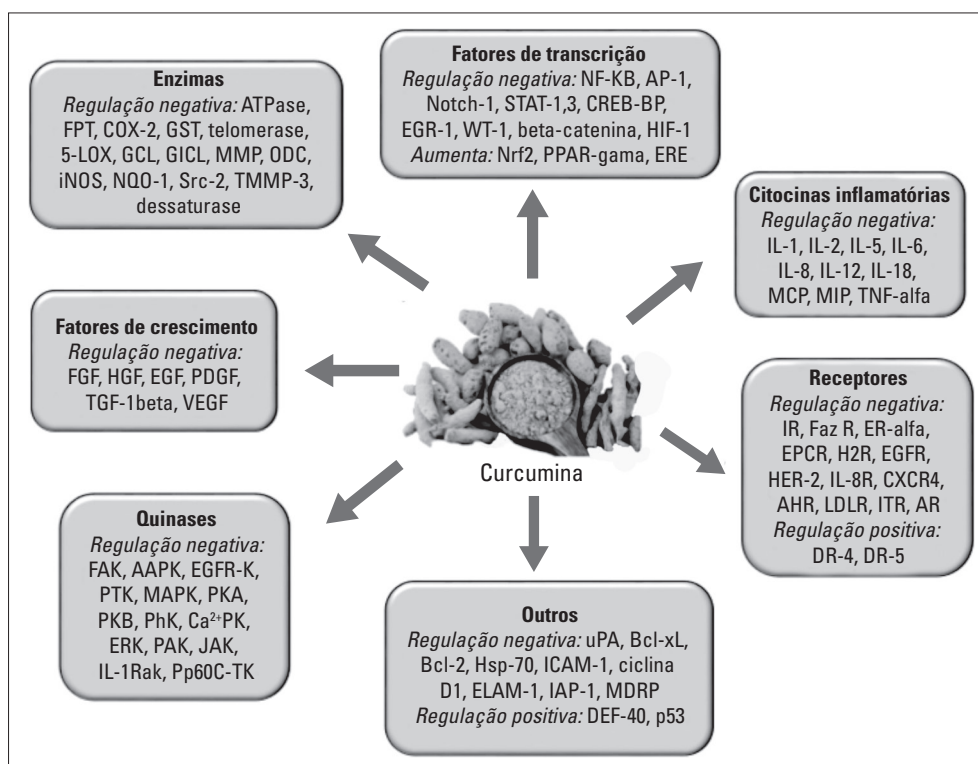 Enzimas
Regulação negativa: ATPase,
FPT, COX-2, GST, telomerase,
5-LOX, GCL, GICL, MMP, ODC,
iNOS, NQO-1, Src-2, TMMP-3,
dessaturase
Fatores de transcrição
Regulação negativa: NF-KB, AP-1,
Notch-1, STAT-1,3, CREB-BP,
EGR-1, WT-1, beta-catenina, HIF-1
Aumenta: Nrf2, PPAR-gama, ERE
Citocinas inflamatórias
Regulação negativa:
IL-1, IL-2, IL-5, IL-6,
IL-8, IL-12, IL-18,
MCP, MIP, TNF-alfa
Fatores de crescimento
Regulação negativa:
FGF, HGF, EGF, PDGF,
TGF-1beta, VEGF
Curcumina
Receptores
Regulação negativa:
IR, Faz R, ER-alfa,
EPCR, H2R, EGFR,
HER-2, IL-8R, CXCR4,
AHR, LDLR, ITR, AR
Regulação positiva:
DR-4, DR-5
Quinases
Regulação negativa:
FAK, AAPK, EGFR-K,
PTK, MAPK, PKA,
PKB, PhK, Ca²⁺PK,
ERK, PAK, JAK,
IL-1Rak, Pp60C-TK
Outros
Regulação negativa: uPA, Bcl-xL,
Bcl-2, Hsp-70, ICAM-1, ciclina
D1, ELAM-1, IAP-1, MDRP
Regulação positiva: DEF-40, p53